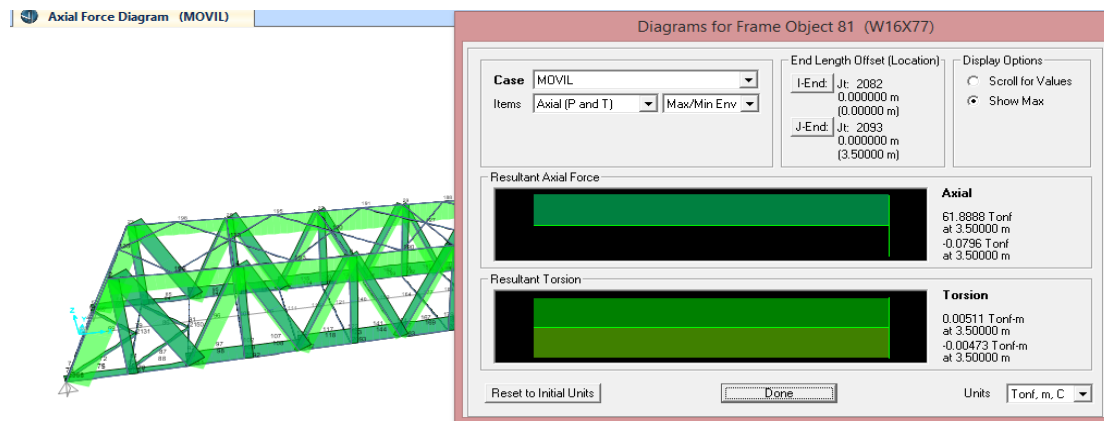 Axial Force Diagram (MOVIL)
Diagrams for Frame Object 81 (W16X77)
Case MOVIL
Items Axial (P and T) Max/Min Env
End Length Offset (Location)
I-End: Jt: 2082
0.000000 m
(0.00000 m)
J-End: Jt: 2093
0.000000 m
(3.50000 m)
Display Options
Scroll for Values
Show Max
Resultant Axial Force
Axial
61.8888 Tonf
at 3.50000 m
-0.0796 Tonf
at 3.50000 m
Resultant Torsion
Torsion
0.00511 Tonf-m
at 3.50000 m
-0.00473 Tonf-m
at 3.50000 m
Reset to Initial Units
Done
Units Tonf, m, C